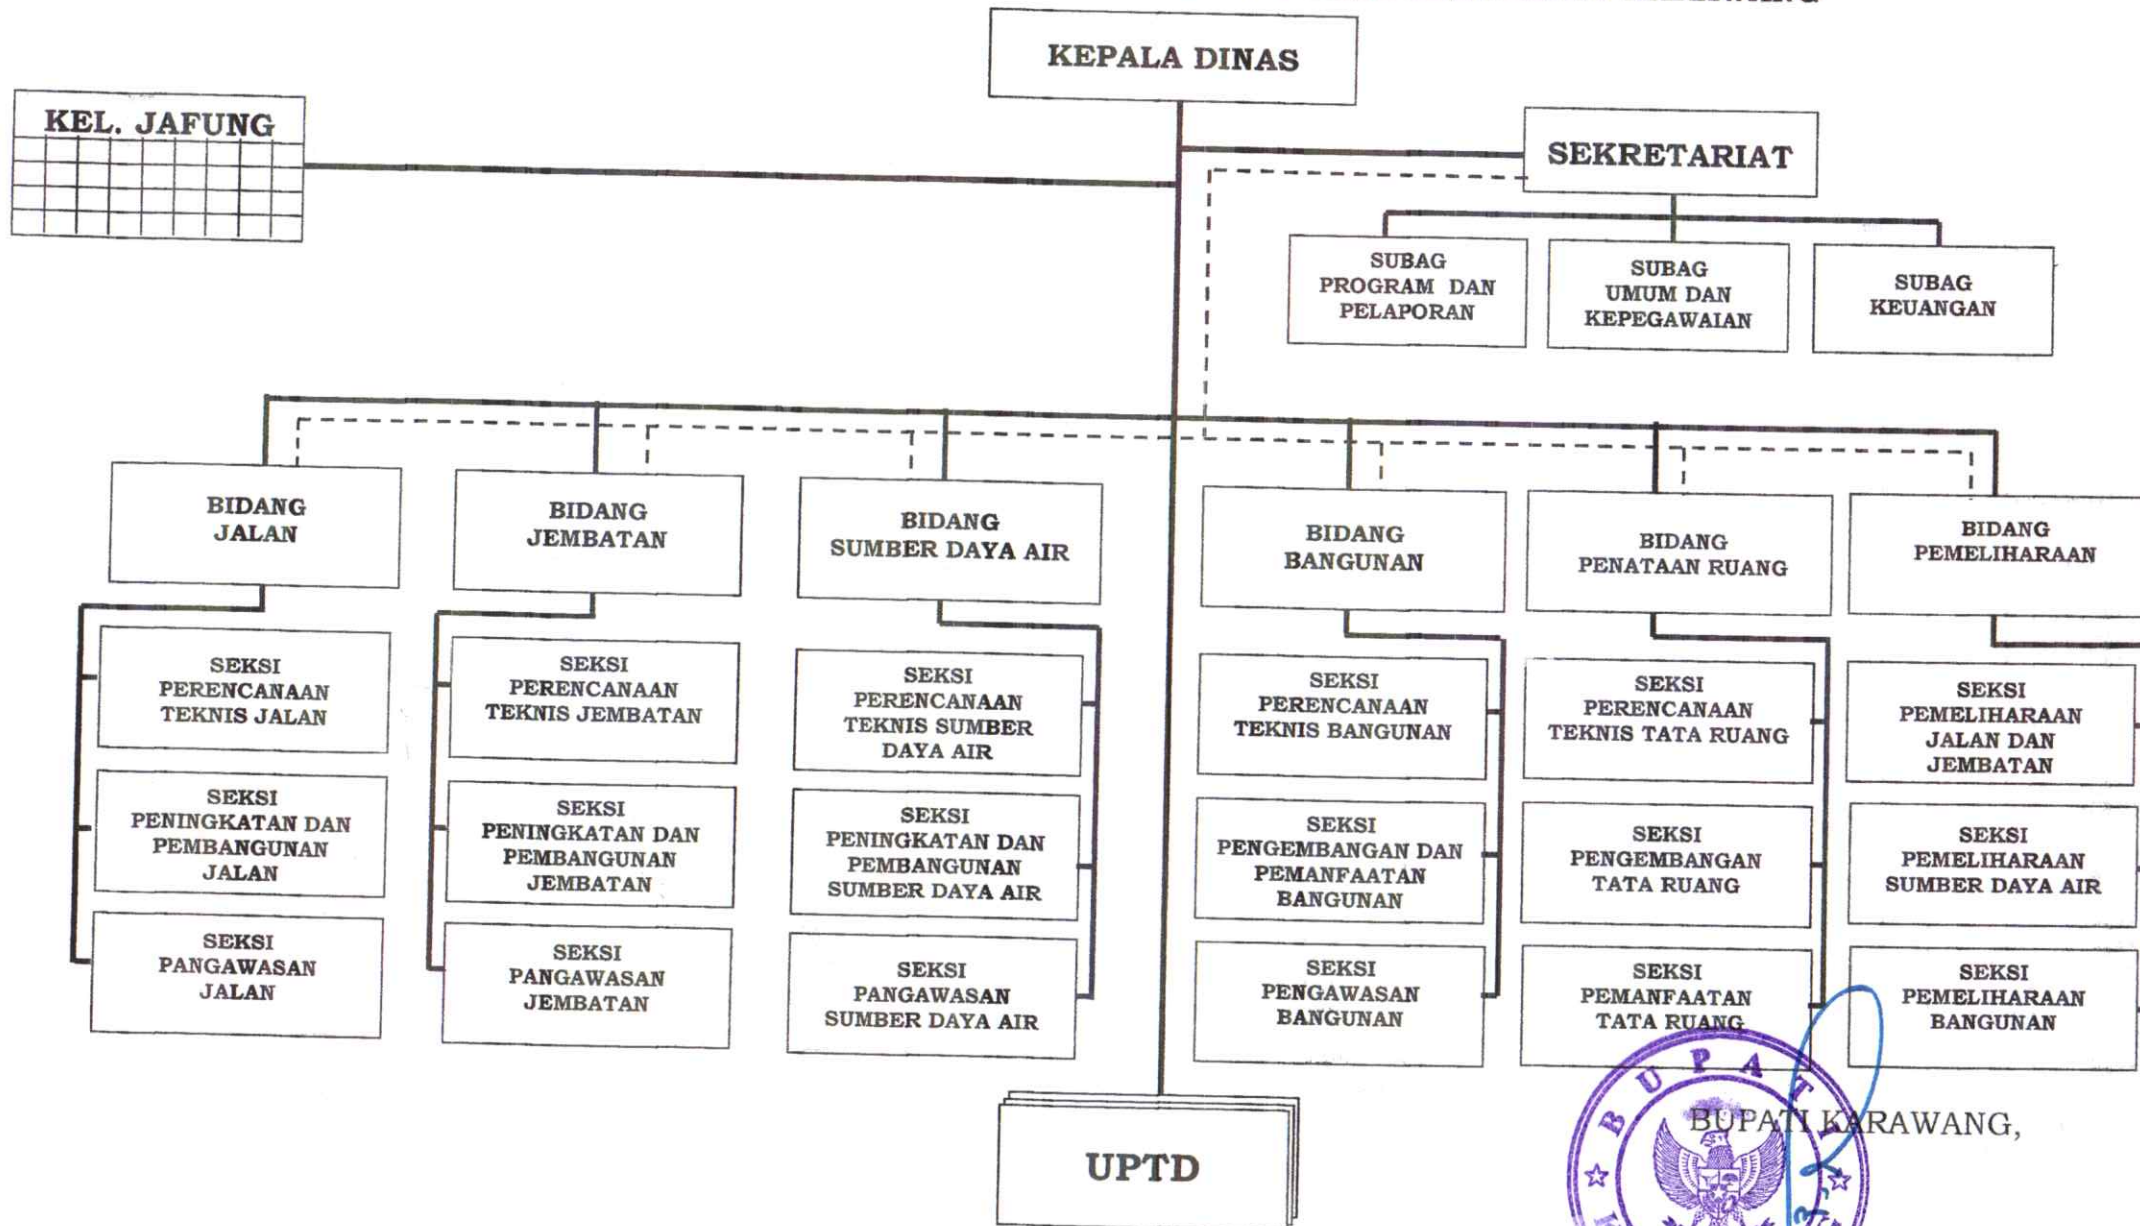 KEPALA DINAS
KEL. JAFUNG
SEKRETARIAT
SUBAG
PROGRAM DAN
PELAPORAN
SUBAG
UMUM DAN
KEPEGAWAIAN
SUBAG
KEUANGAN
BIDANG
JALAN
BIDANG
JEMBATAN
BIDANG
SUMBER DAYA AIR
BIDANG
BANGUNAN
BIDANG
PENATAAN RUANG
BIDANG
PEMELIHARAAN
SEKSI
PERENCANAAN
TEKNIS JALAN
SEKSI
PERENCANAAN
TEKNIS JEMBATAN
SEKSI
PERENCANAAN
TEKNIS SUMBER
DAYA AIR
SEKSI
PERENCANAAN
TEKNIS BANGUNAN
SEKSI
PERENCANAAN
TEKNIS TATA RUANG
SEKSI
PEMELIHARAAN
JALAN DAN
JEMBATAN
SEKSI
PENINGKATAN DAN
PEMBANGUNAN
JALAN
SEKSI
PENINGKATAN DAN
PEMBANGUNAN
JEMBATAN
SEKSI
PENINGKATAN DAN
PEMBANGUNAN
SUMBER DAYA AIR
SEKSI
PENGEMBANGAN DAN
PEMANFAATAN
BANGUNAN
SEKSI
PENGEMBANGAN
TATA RUANG
SEKSI
PEMELIHARAAN
SUMBER DAYA AIR
SEKSI
PANGAWASAN
JALAN
SEKSI
PANGAWASAN
JEMBATAN
SEKSI
PANGAWASAN
SUMBER DAYA AIR
SEKSI
PENGAWASAN
BANGUNAN
SEKSI
PEMANFAATAN
TATA RUANG
SEKSI
PEMELIHARAAN
BANGUNAN
UPTD
BUPATI KARAWANG,
BUPATI